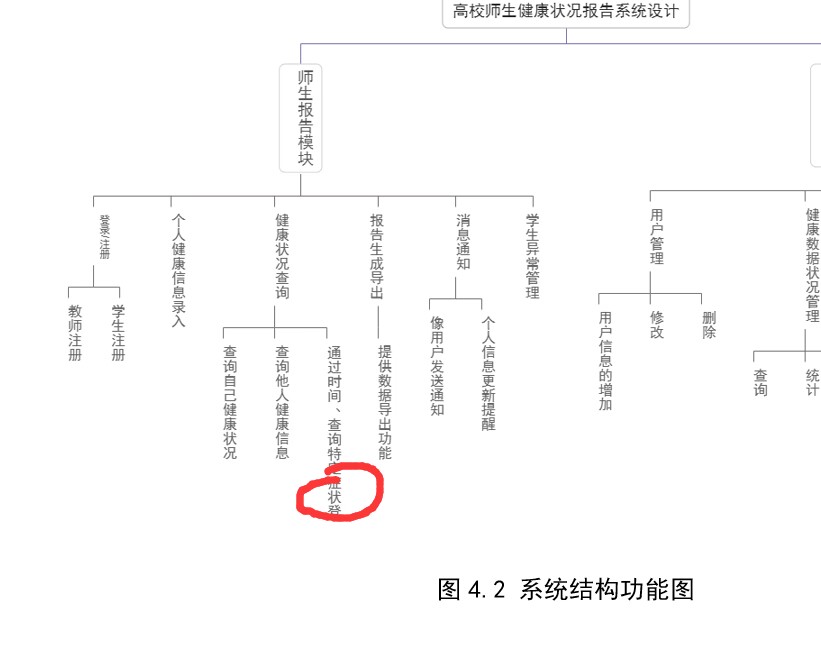 高校师生健康状况报告系统设计
师生报告模块
登录/注册
个人健康信息录入
健康状况查询
报告生成导出
消息通知
学生异常管理
用户管理
健康数据状况管理
教师注册
学生注册
查询自己健康状况
查询他人健康信息
通过时间、查询特定症状登
提供数据导出功能
像用户发送通知
个人信息更新提醒
用户信息的增加
修改
删除
查询
统计
图4.2 系统结构功能图